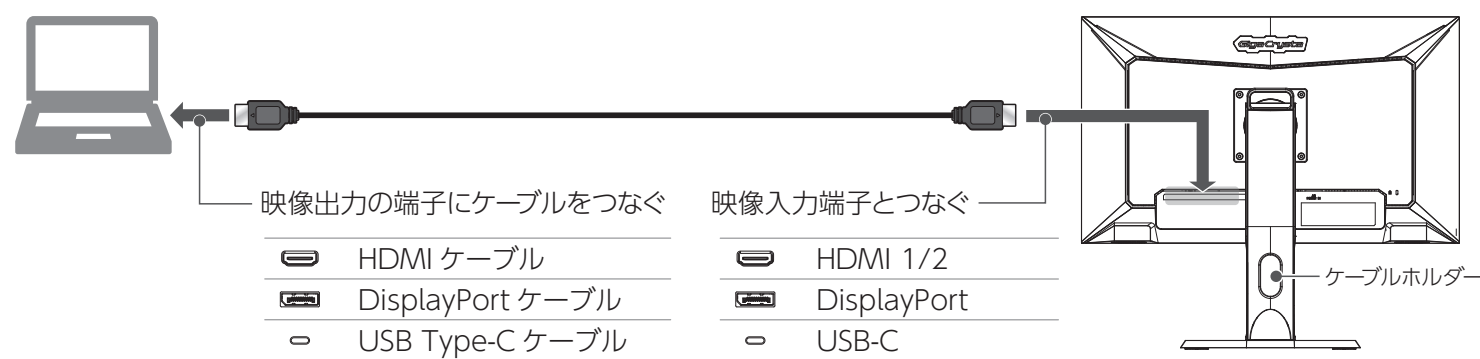 GigaCrysta
映像出力の端子にケーブルをつなぐ
HDMI ケーブル
DisplayPort ケーブル
USB Type-C ケーブル
映像入力端子とつなぐ
HDMI 1/2
DisplayPort
USB-C
ケーブルホルダー